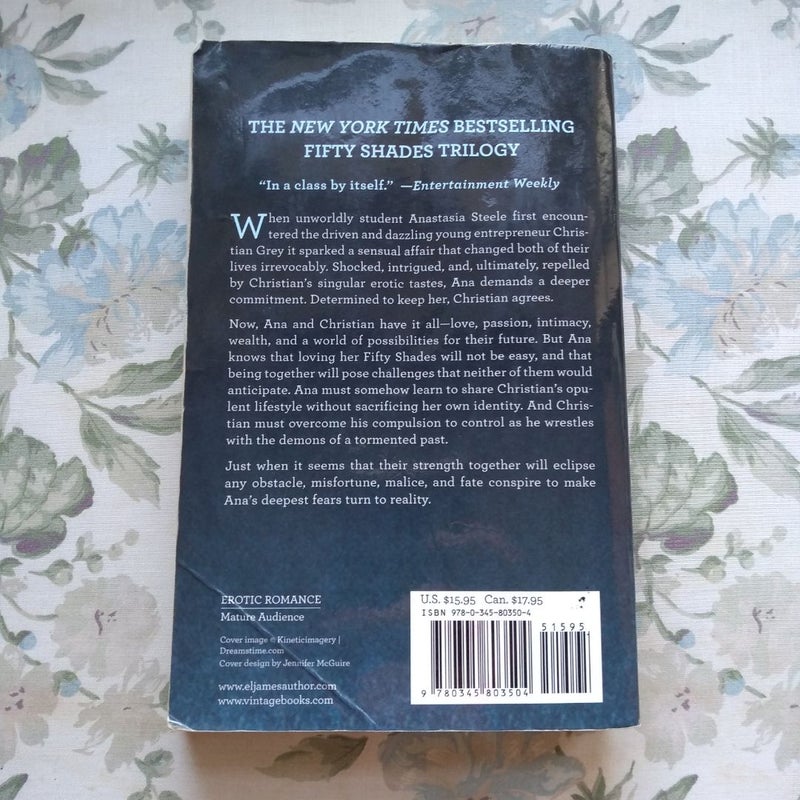 THE NEW YORK TIMES BESTSELLING
FIFTY SHADES TRILOGY
“In a class by itself.” —Entertainment Weekly
When unworldly student Anastasia Steele first encoun-
tered the driven and dazzling young entrepreneur Chris-
tian Grey it sparked a sensual affair that changed both of their
lives irrevocably. Shocked, intrigued, and, ultimately, repelled
by Christian’s singular erotic tastes, Ana demands a deeper
commitment. Determined to keep her, Christian agrees.
Now, Ana and Christian have it all—love, passion, intimacy,
wealth, and a world of possibilities for their future. But Ana
knows that loving her Fifty Shades will not be easy, and that
being together will pose challenges that neither of them would
anticipate. Ana must somehow learn to share Christian’s opu-
lent lifestyle without sacrificing her own identity. And Chris-
tian must overcome his compulsion to control as he wrestles
with the demons of a tormented past.
Just when it seems that their strength together will eclipse
any obstacle, misfortune, malice, and fate conspire to make
Ana’s deepest fears turn to reality.
EROTIC ROMANCE
Mature Audience
Cover image © Kineticimagery |
Dreamstime.com
Cover design by Jennifer McGuire
www.eljamesauthor.com
www.vintagebooks.com
U.S. $15.95 Can. $17.95
ISBN 978-0-345-80350-4
51595
9 780345 803504